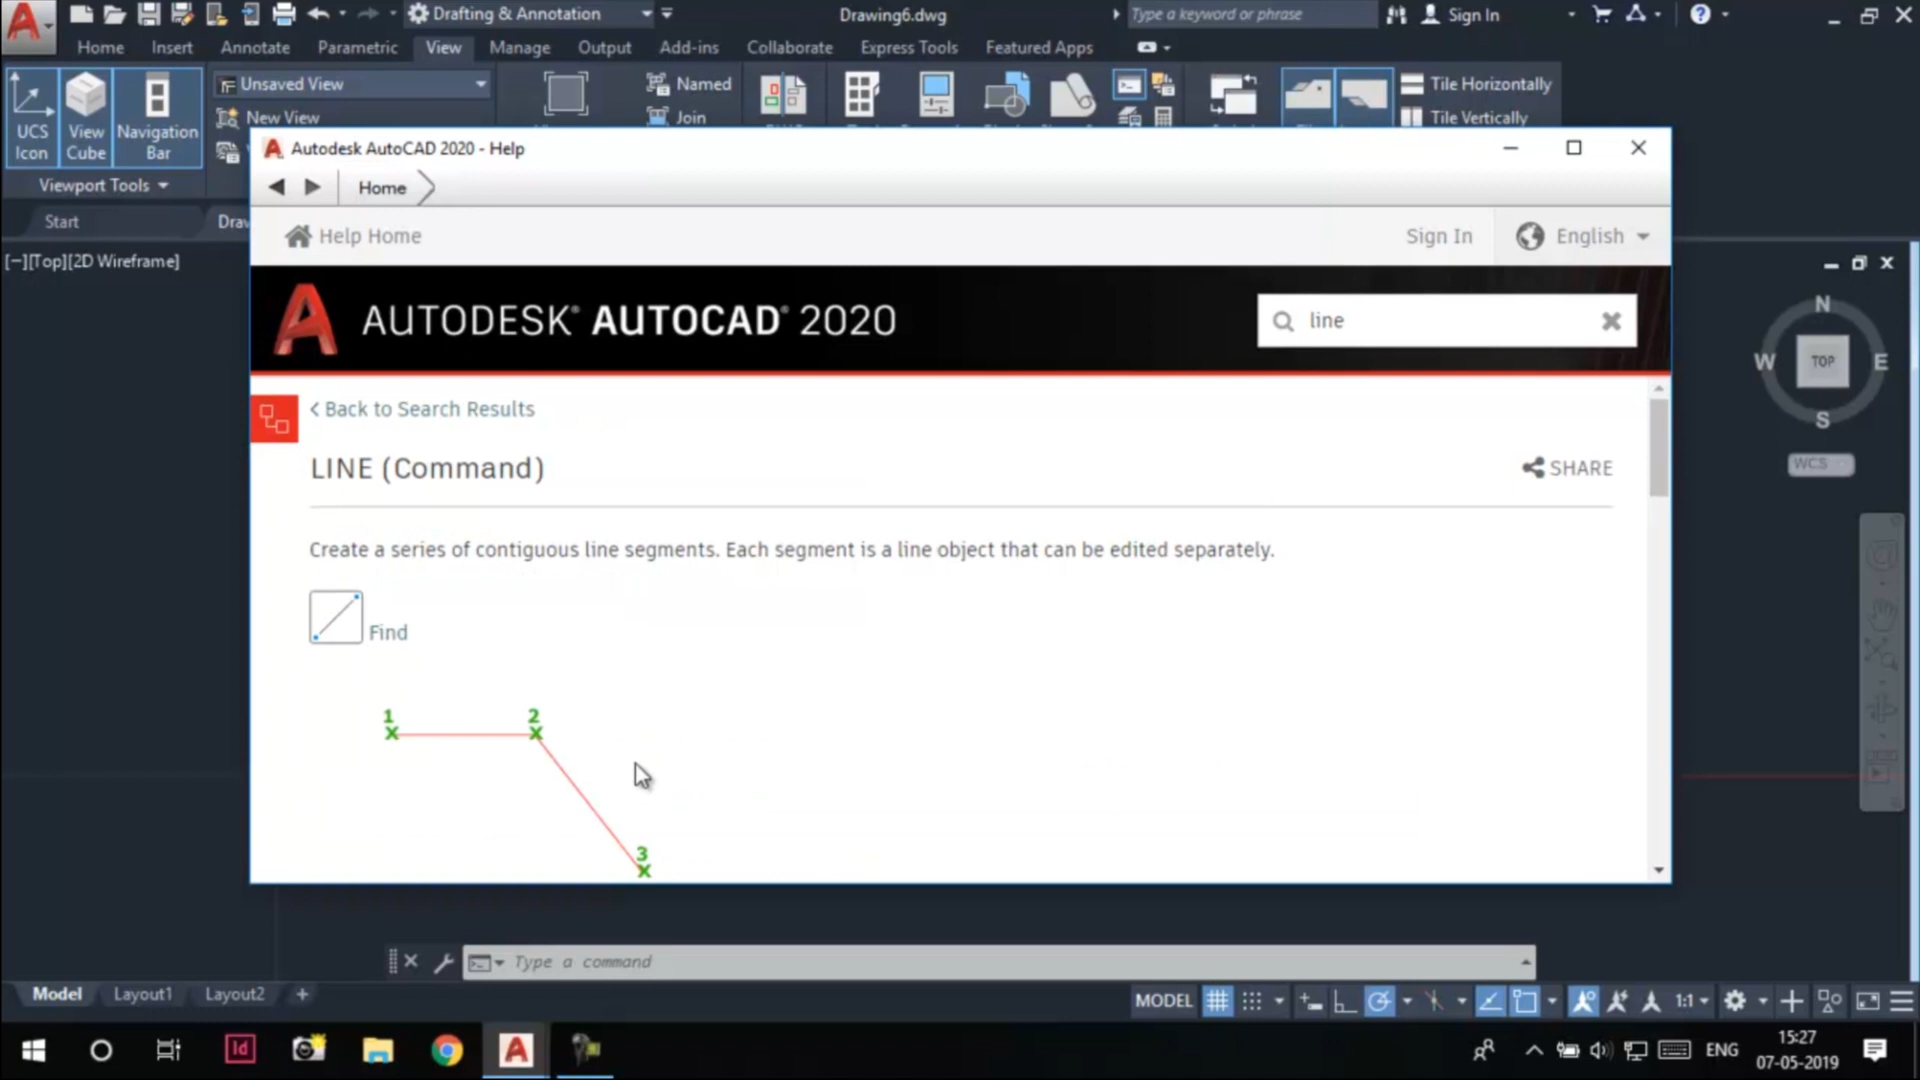 Drafting & Annotation
Drawing6.dwg
Type a keyword or phrase
Sign In
Home
Insert
Annotate
Parametric
View
Manage
Output
Add-ins
Collaborate
Express Tools
Featured Apps
UCS
Icon
View
Cube
Navigation
Bar
Unsaved View
New View
Named
Join
Tile Horizontally
Tile Vertically
Viewport Tools
Start
[−][Top][2D Wireframe]
Autodesk AutoCAD 2020 - Help
Home
Help Home
Sign In
English
AUTODESK® AUTOCAD® 2020
line
Back to Search Results
LINE (Command)
SHARE
Create a series of contiguous line segments. Each segment is a line object that can be edited separately.
Find
1
2
3
N
W
TOP
E
S
WCS
Type a command
Model
Layout1
Layout2
MODEL
1:1
Id
ENG
15:27
07-05-2019